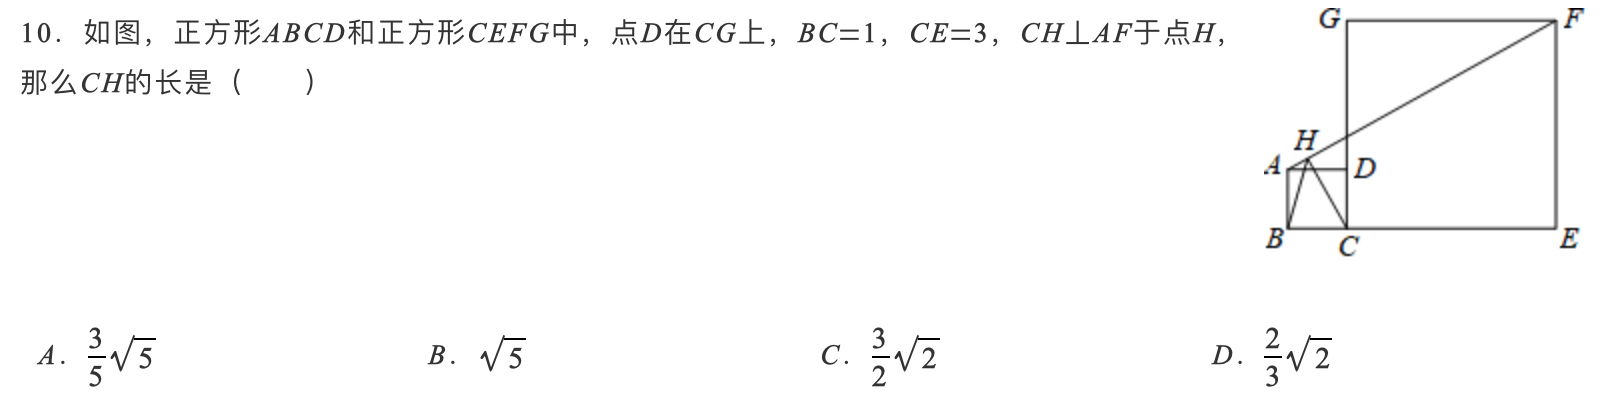 10．如图，正方形ABCD和正方形CEFG中，点D在CG上，BC=1，CE=3，CH⊥AF于点H，
那么CH的长是（　　）
G
F
H
A
D
B
C
E
A．3/5√5
B．√5
C．3/2√2
D．2/3√2